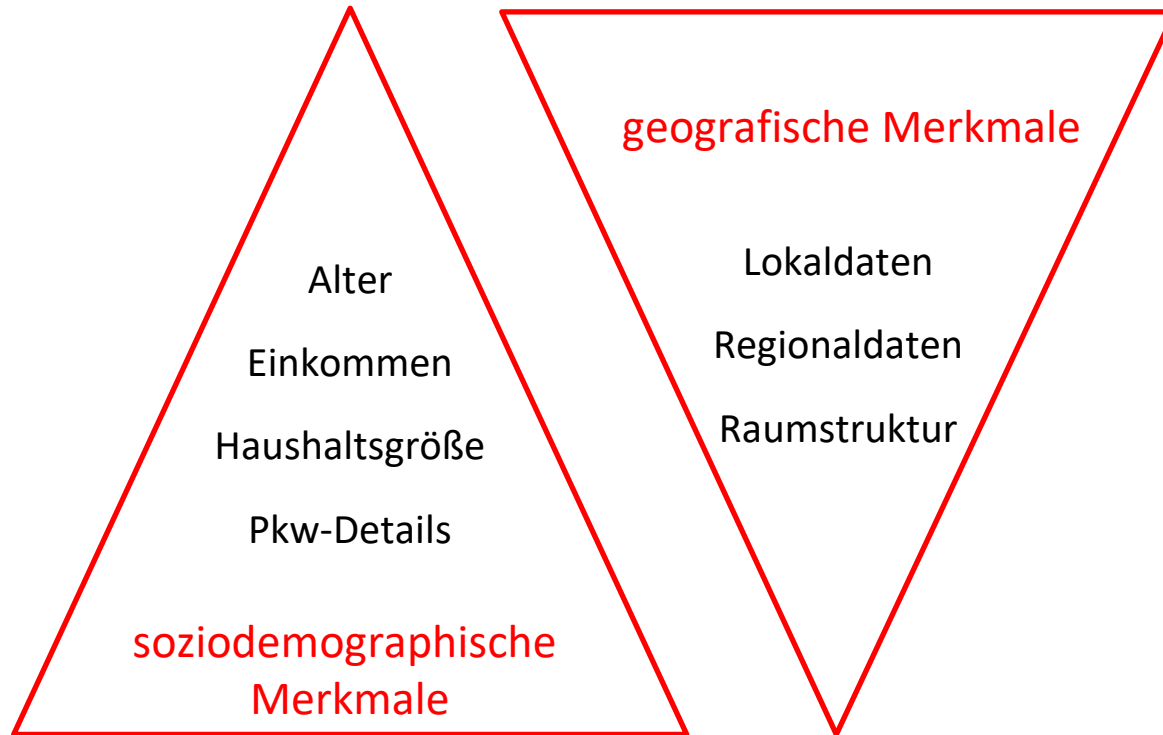 Alter
Einkommen
Haushaltsgröße
Pkw-Details
soziodemographische
Merkmale
geografische Merkmale
Lokaldaten
Regionaldaten
Raumstruktur